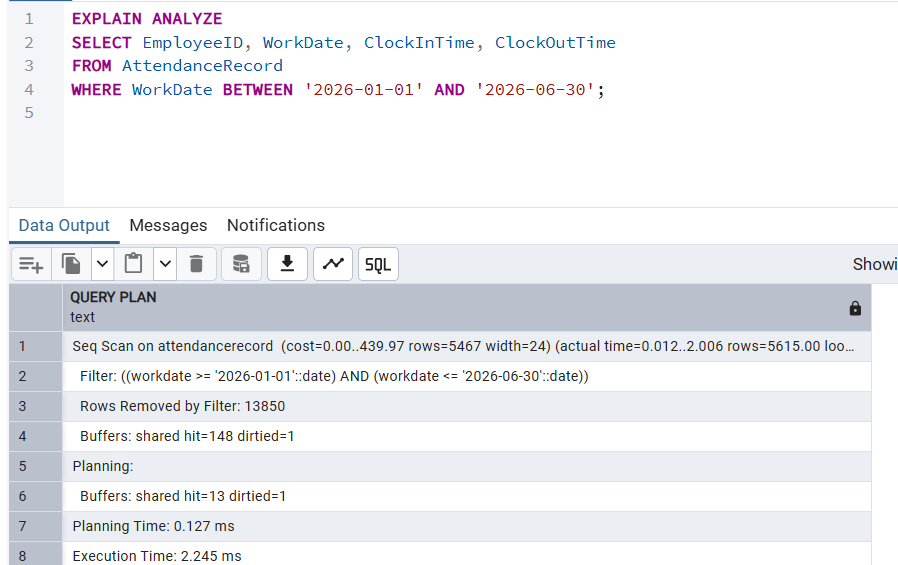 1 EXPLAIN ANALYZE
2 SELECT EmployeeID, WorkDate, ClockInTime, ClockOutTime
3 FROM AttendanceRecord
4 WHERE WorkDate BETWEEN '2026-01-01' AND '2026-06-30';
5
Data Output Messages Notifications
SQL Showi
QUERY PLAN
text
1 Seq Scan on attendancerecord (cost=0.00..439.97 rows=5467 width=24) (actual time=0.012..2.006 rows=5615.00 loo…
2 Filter: ((workdate >= '2026-01-01'::date) AND (workdate <= '2026-06-30'::date))
3 Rows Removed by Filter: 13850
4 Buffers: shared hit=148 dirtied=1
5 Planning:
6 Buffers: shared hit=13 dirtied=1
7 Planning Time: 0.127 ms
8 Execution Time: 2.245 ms